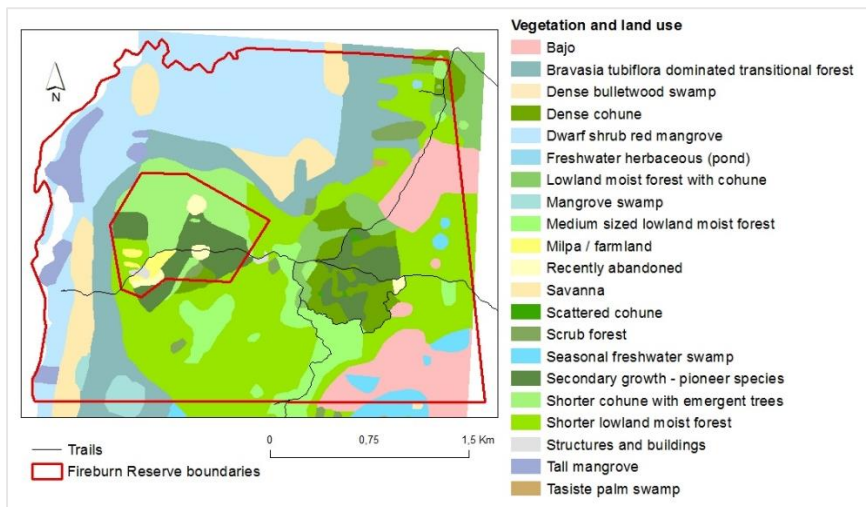 Vegetation and land use
Bajo
Bravasia tubiflora dominated transitional forest
Dense bulletwood swamp
Dense cohune
Dwarf shrub red mangrove
Freshwater herbaceous (pond)
Lowland moist forest with cohune
Mangrove swamp
Medium sized lowland moist forest
Milpa / farmland
Recently abandoned
Savanna
Scattered cohune
Scrub forest
Seasonal freshwater swamp
Secondary growth - pioneer species
Shorter cohune with emergent trees
Shorter lowland moist forest
Structures and buildings
Tall mangrove
Tasiste palm swamp
N
Trails
Fireburn Reserve boundaries
0 0,75 1,5 Km